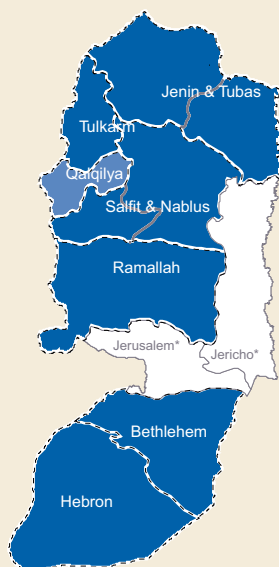 Jenin & Tubas
Tulkarm
Qalqilya
Salfit & Nablus
Ramallah
Jerusalem*
Jericho*
Bethlehem
Hebron